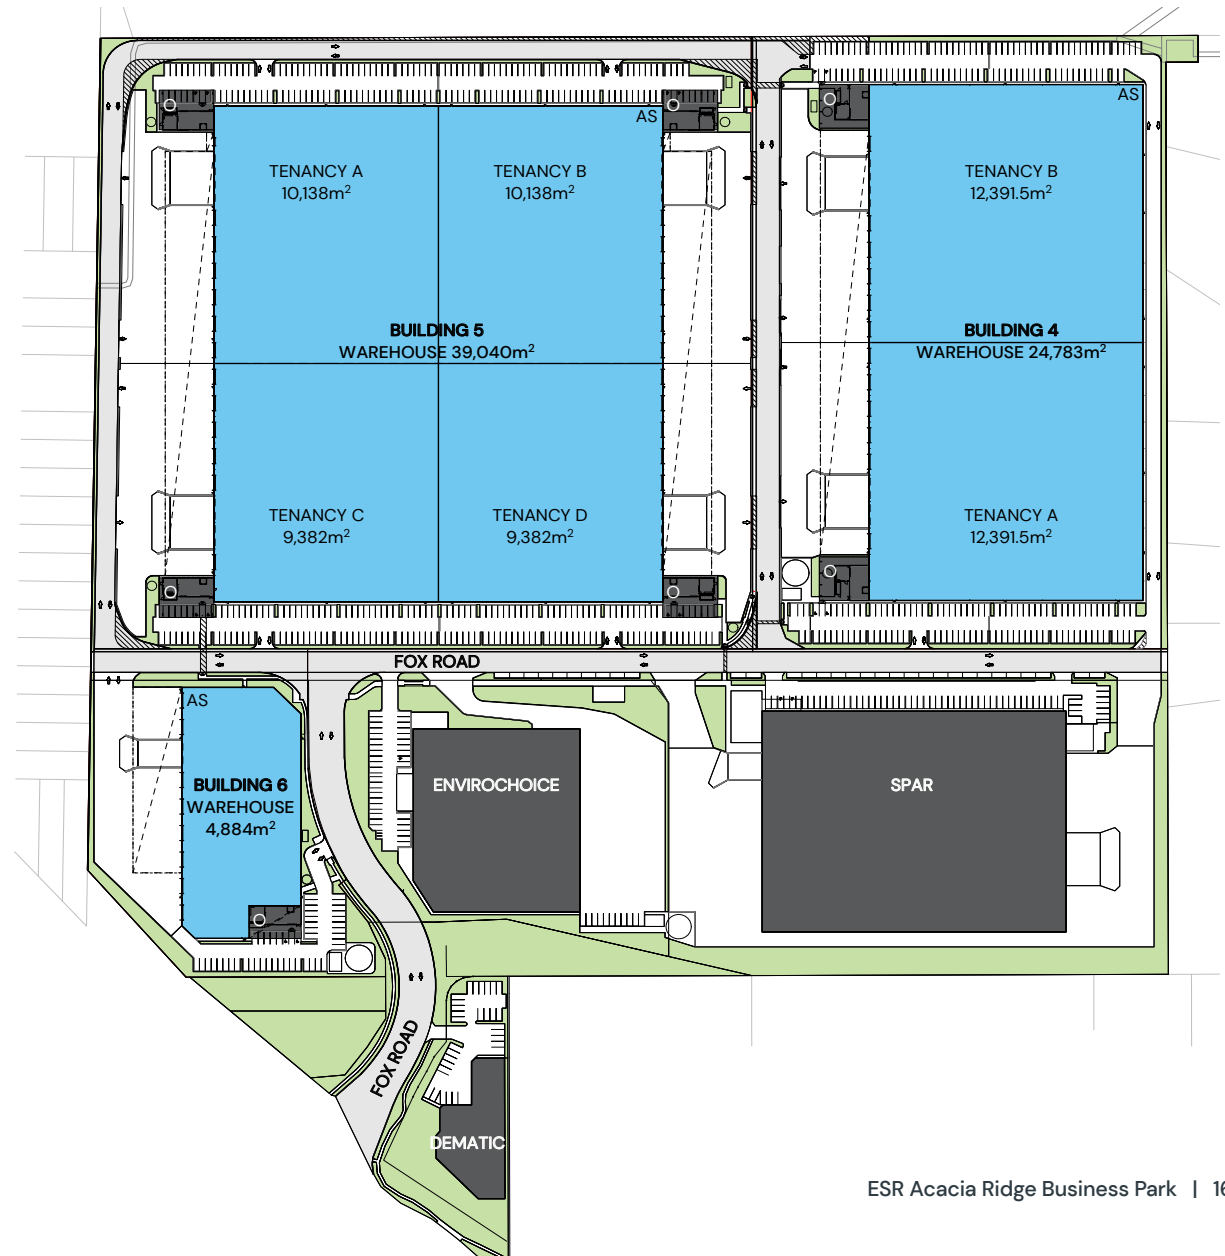 AS
TENANCY A
10,138m²
TENANCY B
10,138m²
BUILDING 5
WAREHOUSE 39,040m²
TENANCY C
9,382m²
TENANCY D
9,382m²
AS
TENANCY B
12,391.5m²
BUILDING 4
WAREHOUSE 24,783m²
TENANCY A
12,391.5m²
FOX ROAD
AS
BUILDING 6
WAREHOUSE
4,884m²
ENVIROCHOICE
SPAR
FOX ROAD
DEMATIC
ESR Acacia Ridge Business Park | 16